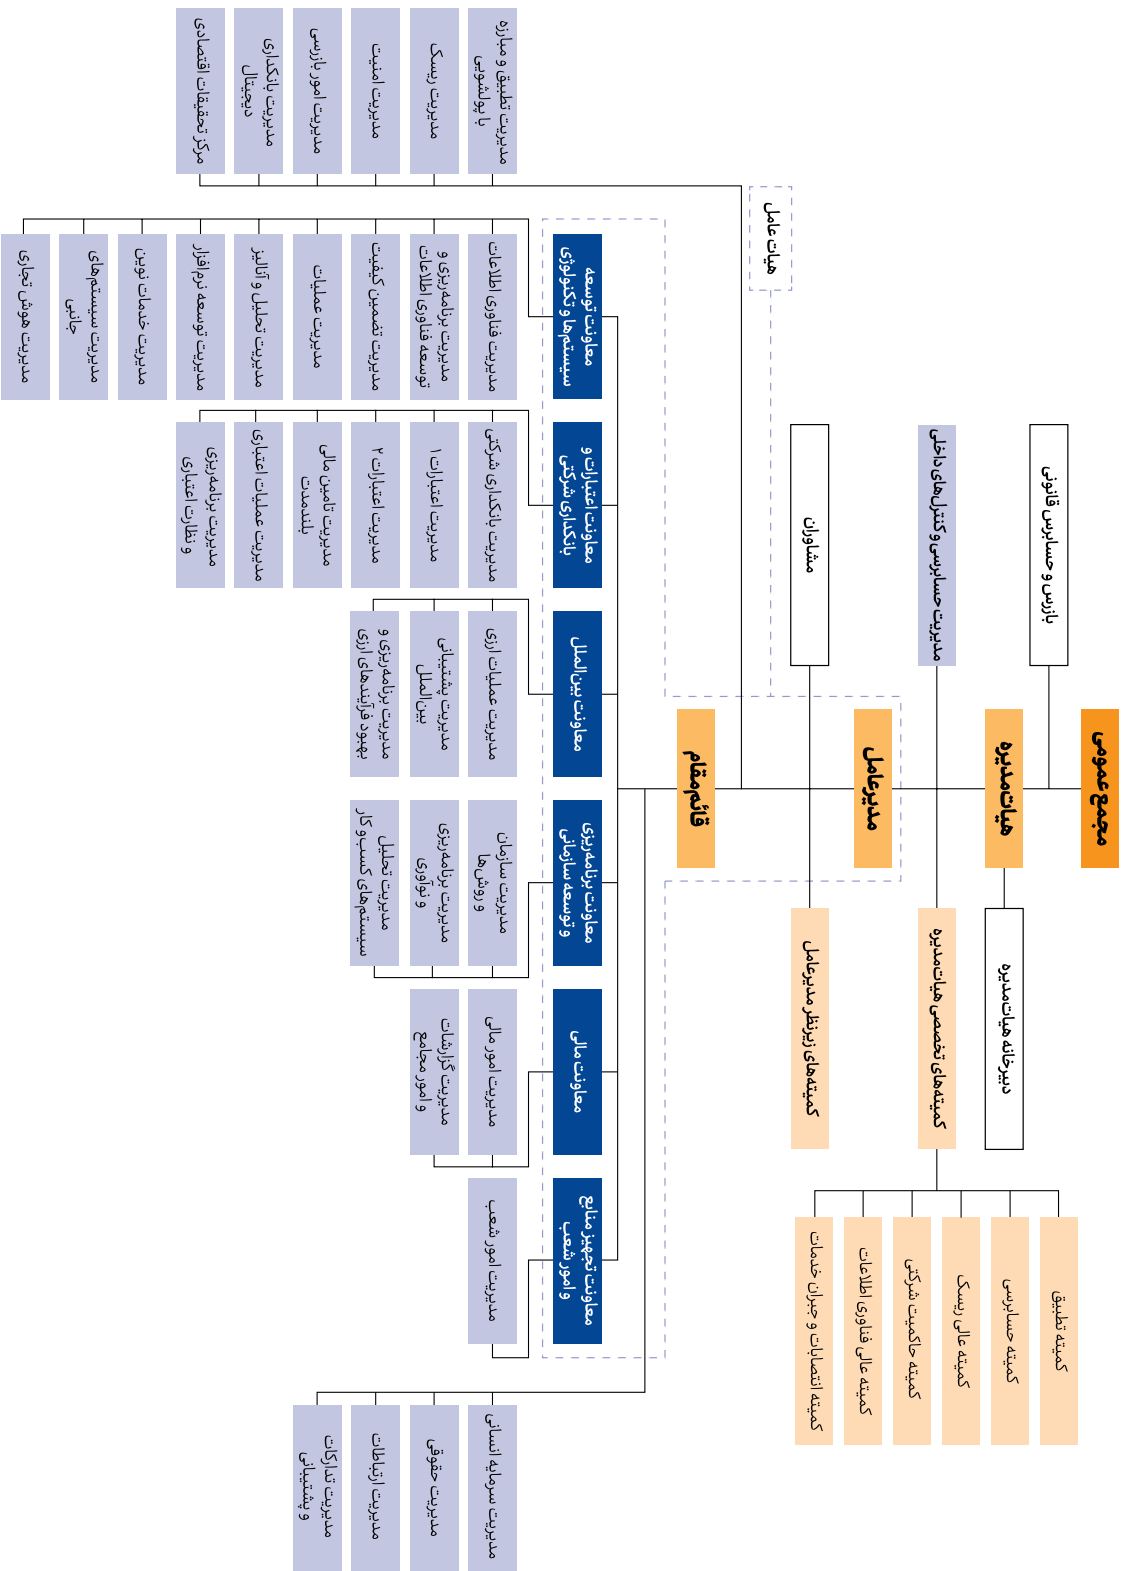 مجمع عمومی
بازرس و حسابرس قانونی
هیات‌مدیره
دبیرخانه هیات‌مدیره
مدیریت حسابرسی و کنترل‌های داخلی
کمیته‌های تخصصی هیات‌مدیره
کمیته تطبیق
کمیته حسابرسی
کمیته عالی ریسک
کمیته حاکمیت شرکتی
کمیته عالی فناوری اطلاعات
کمیته انتصابات و جبران خدمات
مدیرعامل
مشاوران
کمیته‌های زیرنظر مدیرعامل
هیات عامل
قائم‌مقام
مدیریت تطبیق و مبارزه
با پولشویی
مدیریت ریسک
مدیریت امنیت
مدیریت امور بازرسی
مدیریت بانکداری
دیجیتال
مرکز تحقیقات اقتصادی
معاونت توسعه
سیستم‌ها و تکنولوژی
مدیریت فناوری اطلاعات
مدیریت برنامه‌ریزی و
توسعه فناوری اطلاعات
مدیریت تضمین کیفیت
مدیریت عملیات
مدیریت تحلیل و آنالیز
مدیریت توسعه نرم‌افزار
مدیریت خدمات نوین
مدیریت سیستم‌های
جانبی
مدیریت هوش تجاری
معاونت اعتبارات و
بانکداری شرکتی
مدیریت بانکداری شرکتی
مدیریت اعتبارات ۱
مدیریت اعتبارات ۲
مدیریت تامین مالی
بلندمدت
مدیریت عملیات اعتباری
مدیریت برنامه‌ریزی
و نظارت اعتباری
معاونت بین‌الملل
مدیریت عملیات ارزی
مدیریت پشتیبانی
بین‌الملل
مدیریت برنامه‌ریزی و
بهبود فرآیندهای ارزی
معاونت برنامه‌ریزی
و توسعه سازمانی
مدیریت سازمان
و روش‌ها
مدیریت برنامه‌ریزی
و نوآوری
مدیریت تحلیل
سیستم‌های کسب‌و کار
معاونت مالی
مدیریت امور مالی
مدیریت گزارشات
و امور مجامع
معاونت تجهیز منابع
و امور شعب
مدیریت امور شعب
مدیریت سرمایه انسانی
مدیریت حقوقی
مدیریت ارتباطات
مدیریت تدارکات
و پشتیبانی